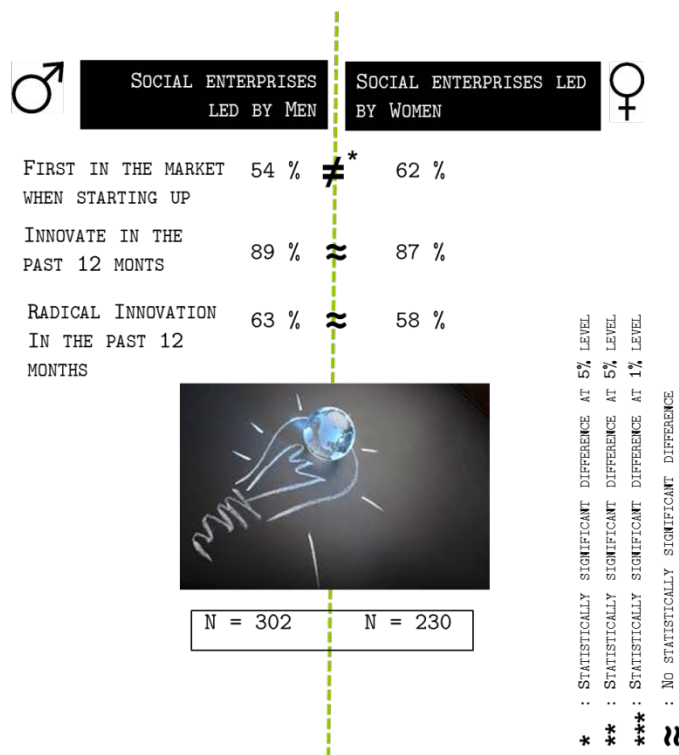 SOCIAL ENTERPRISES
LED BY MEN
SOCIAL ENTERPRISES LED
BY WOMEN
FIRST IN THE MARKET
WHEN STARTING UP
54 % ≠* 62 %
INNOVATE IN THE
PAST 12 MONTS
89 % ≈ 87 %
RADICAL INNOVATION
IN THE PAST 12
MONTHS
63 % ≈ 58 %
N = 302 N = 230
* : STATISTICALLY SIGNIFICANT DIFFERENCE AT 5% LEVEL
** : STATISTICALLY SIGNIFICANT DIFFERENCE AT 5% LEVEL
*** : STATISTICALLY SIGNIFICANT DIFFERENCE AT 1% LEVEL
≈ : NO STATISTICALLY SIGNIFICANT DIFFERENCE